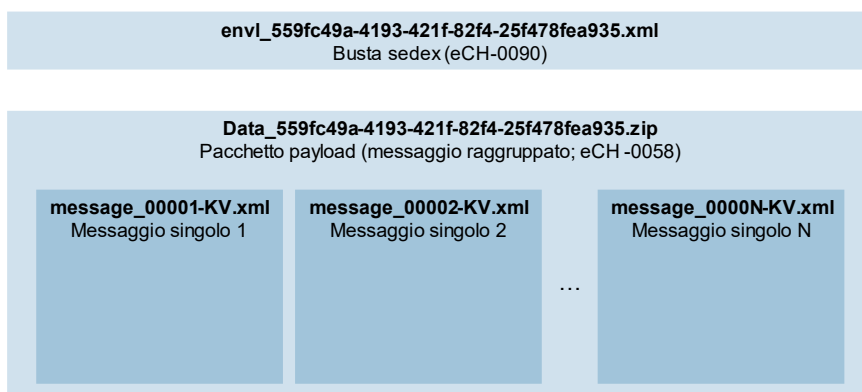 envl_559fc49a-4193-421f-82f4-25f478fea935.xml
Busta sedex (eCH-0090)
Data_559fc49a-4193-421f-82f4-25f478fea935.zip
Pacchetto payload (messaggio raggruppato; eCH -0058)
message_00001-KV.xml message_00002-KV.xml message_0000N-KV.xml
Messaggio singolo 1 Messaggio singolo 2 Messaggio singolo N
…